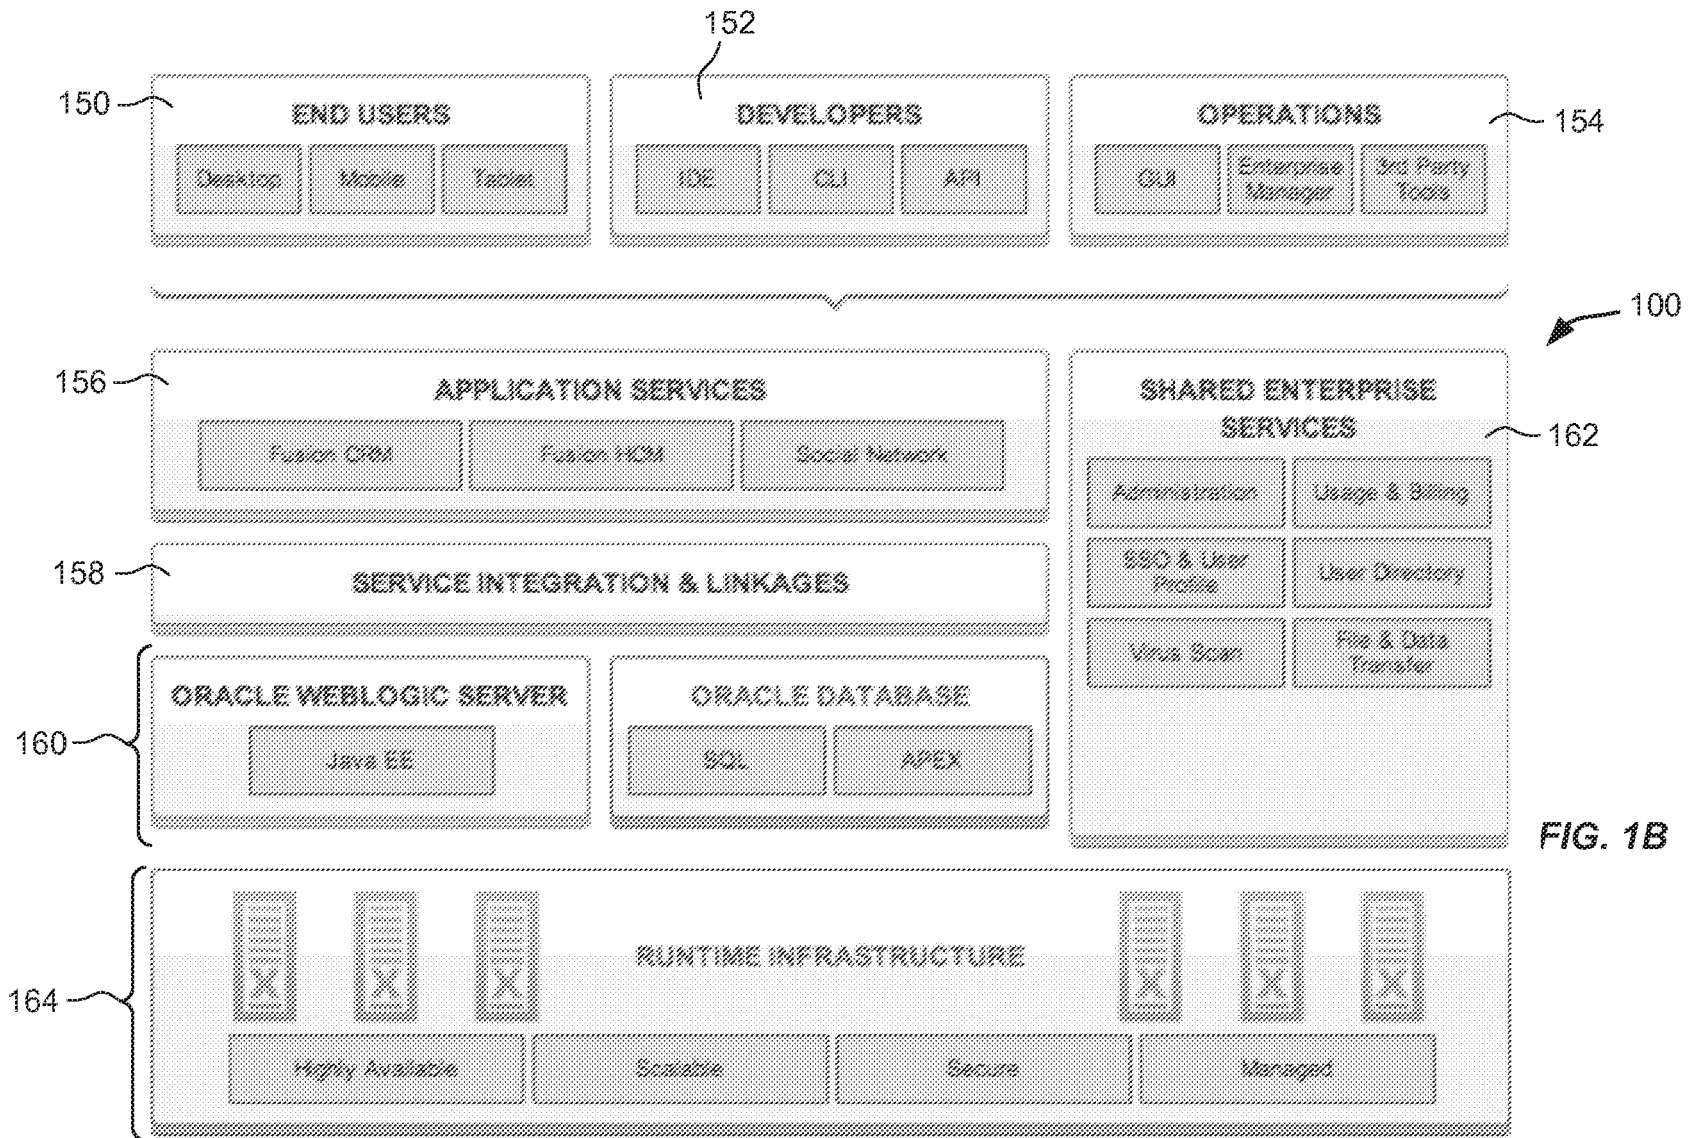 152
150
END USERS
Desktop
Mobile
Tablet
DEVELOPERS
IDE
CLI
API
OPERATIONS
154
GUI
Enterprise
Manager
3rd Party
Tools
100
156
APPLICATION SERVICES
Fusion CRM
Fusion HCM
Social Network
SHARED ENTERPRISE
SERVICES
162
Administration
Usage & Billing
SSO & User
Profile
User Directory
Virus Scan
File & Data
Transfer
158
SERVICE INTEGRATION & LINKAGES
160
ORACLE WEBLOGIC SERVER
Java EE
ORACLE DATABASE
SQL
APEX
FIG. 1B
164
RUNTIME INFRASTRUCTURE
X
X
X
X
X
X
Highly Available
Scalable
Secure
Managed